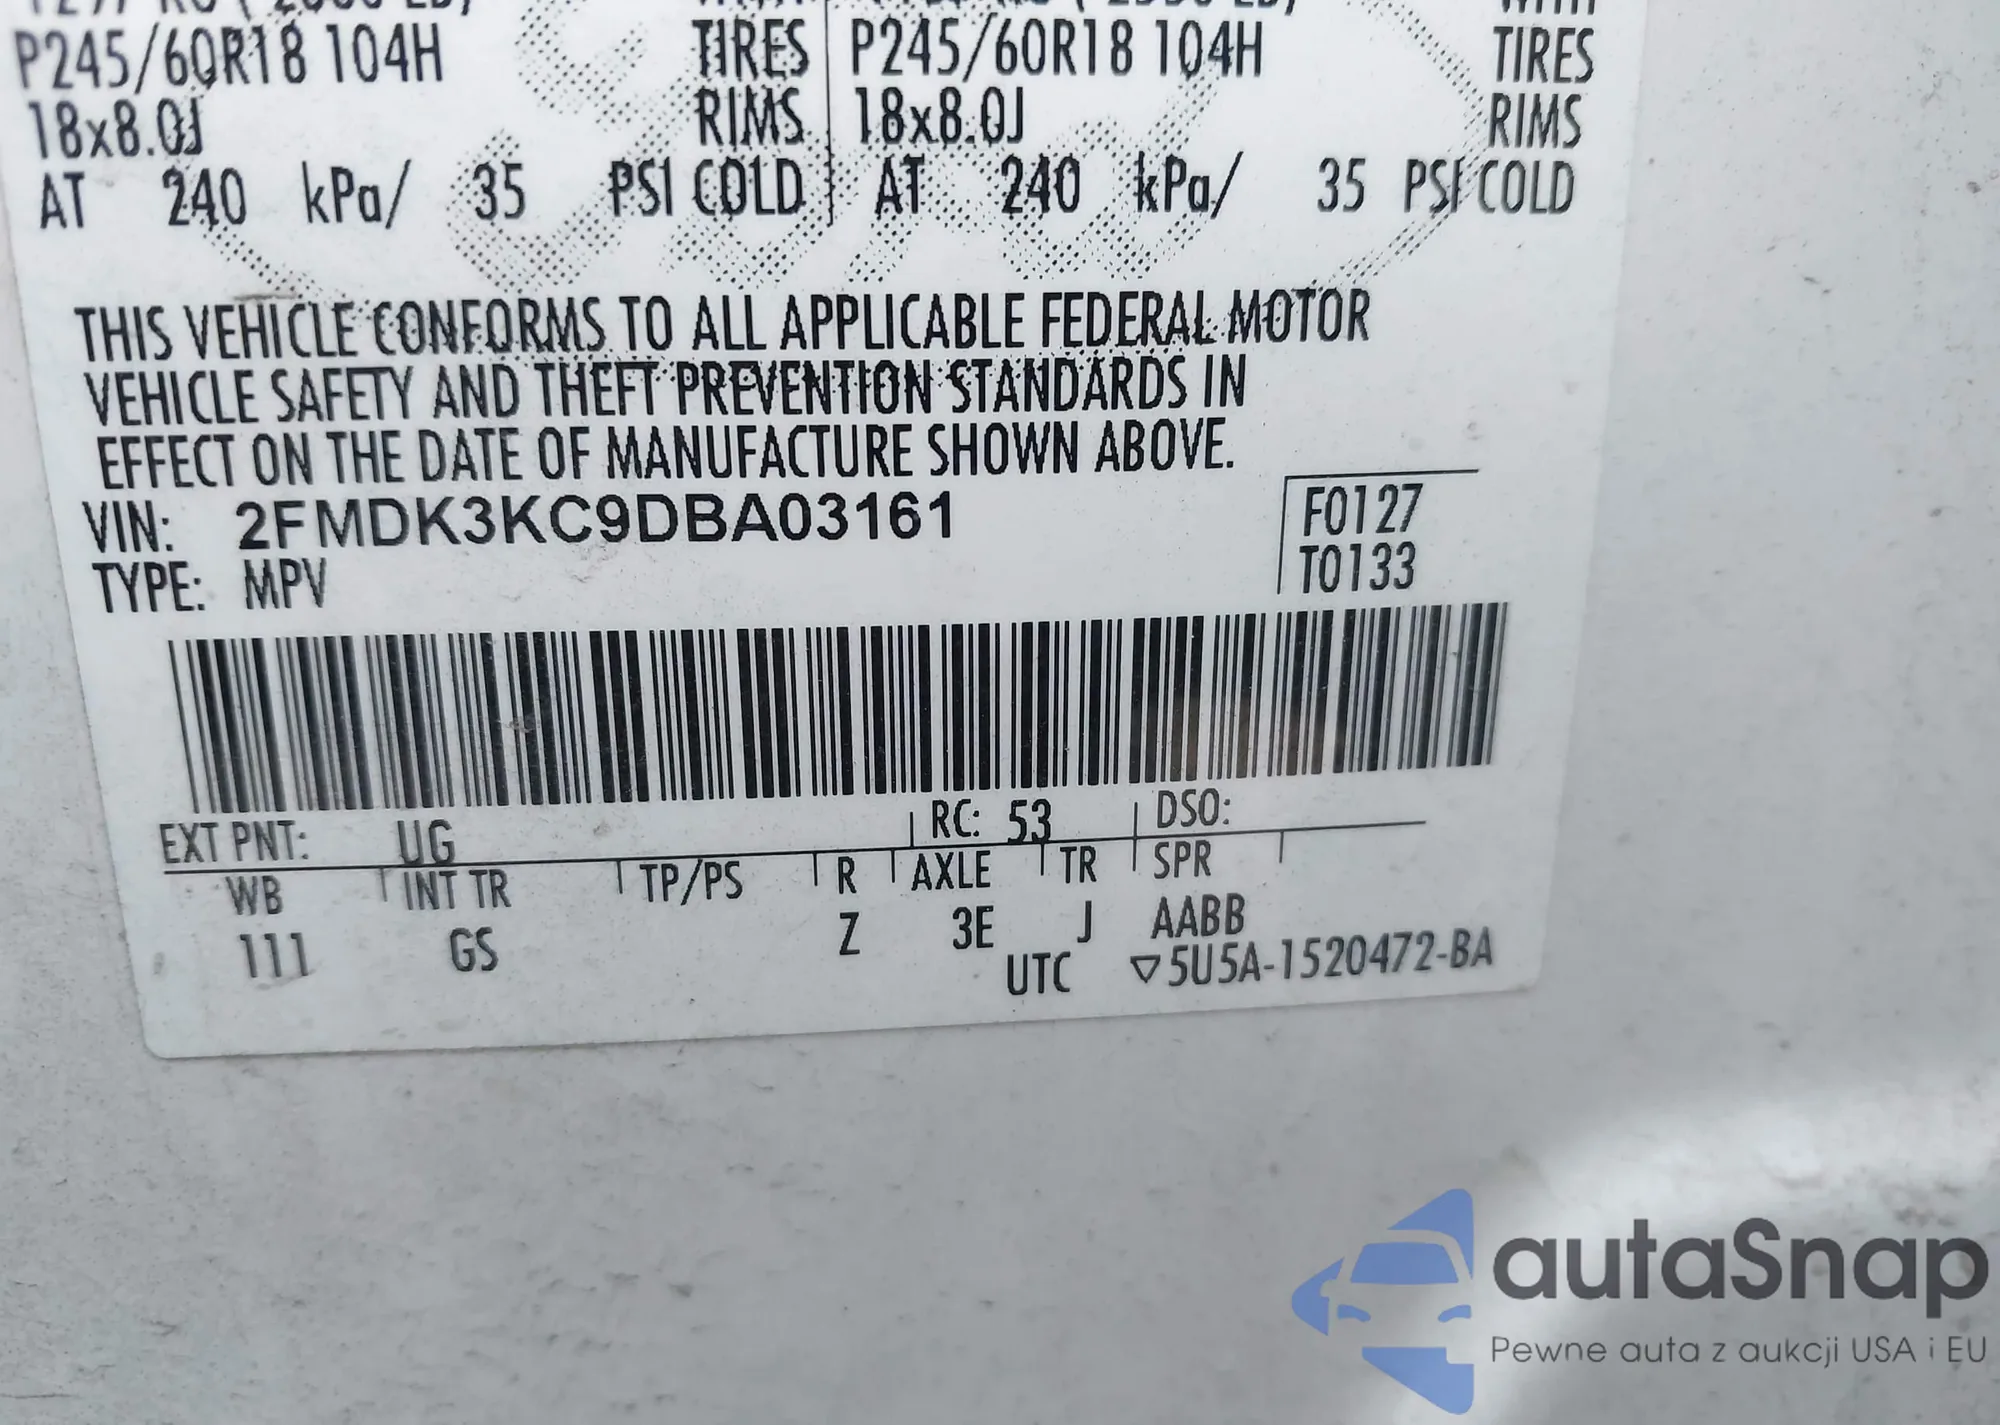 P245/60R18 104H TIRES P245/60R18 104H TIRES
18x8.0J RIMS 18x8.0J RIMS
AT 240 kPa/ 35 PSI COLD AT 240 kPa/ 35 PSI COLD
THIS VEHICLE CONFORMS TO ALL APPLICABLE FEDERAL MOTOR
VEHICLE SAFETY AND THEFT PREVENTION STANDARDS IN
EFFECT ON THE DATE OF MANUFACTURE SHOWN ABOVE.
VIN: 2FMDK3KC9DBA03161 F0127
TYPE: MPV T0133
EXT PNT: UG RC: 53 DSO:
WB INT TR TP/PS R AXLE TR SPR
111 GS Z 3E J AABB
UTC ▽5U5A-1520472-BA
autaSnap
Pewne auta z aukcji USA i EU